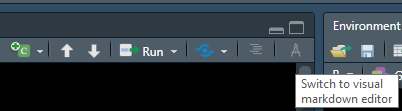 Environment
C
Run
Switch to visual
markdown editor